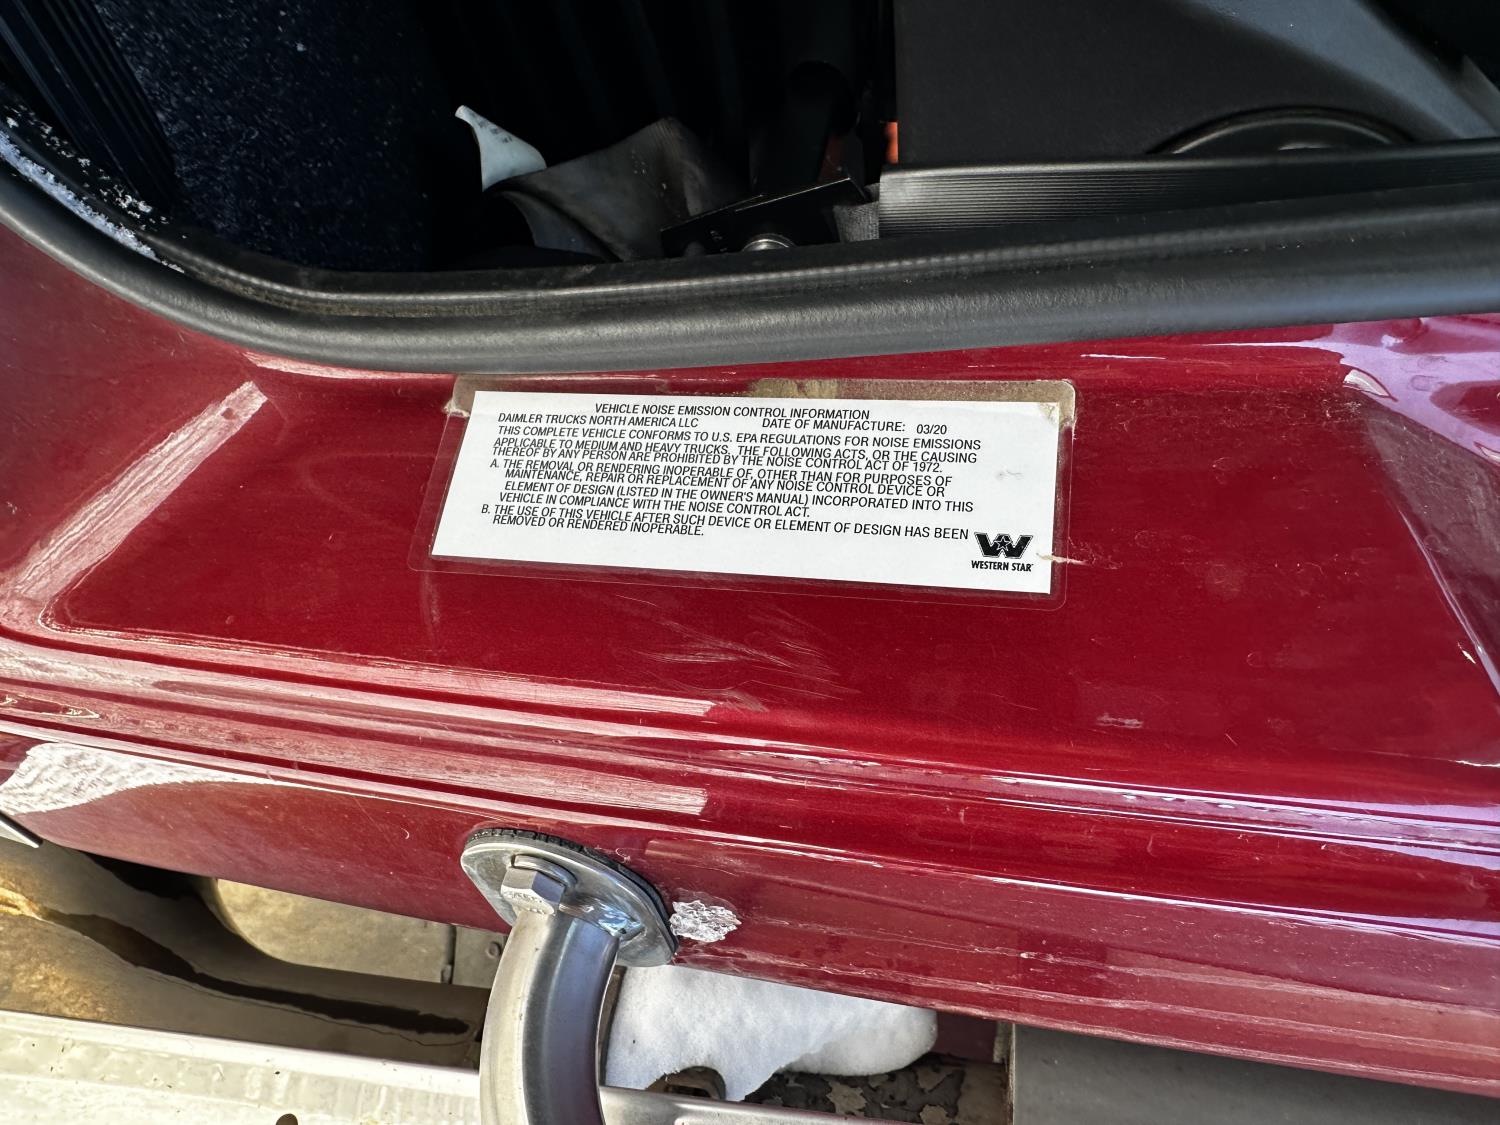 VEHICLE NOISE EMISSION CONTROL INFORMATION
DAIMLER TRUCKS NORTH AMERICA LLC DATE OF MANUFACTURE: 03/20
THIS COMPLETE VEHICLE CONFORMS TO U.S. EPA REGULATIONS FOR NOISE EMISSIONS
APPLICABLE TO MEDIUM AND HEAVY TRUCKS. THE FOLLOWING ACTS, OR THE CAUSING
THEREOF BY ANY PERSON ARE PROHIBITED BY THE NOISE CONTROL ACT OF 1972.
A. THE REMOVAL OR RENDERING INOPERABLE OF, OTHER THAN FOR PURPOSES OF
MAINTENANCE, REPAIR OR REPLACEMENT OF ANY NOISE CONTROL DEVICE OR
ELEMENT OF DESIGN (LISTED IN THE OWNER'S MANUAL) INCORPORATED INTO THIS
VEHICLE IN COMPLIANCE WITH THE NOISE CONTROL ACT.
B. THE USE OF THIS VEHICLE AFTER SUCH DEVICE OR ELEMENT OF DESIGN HAS BEEN
REMOVED OR RENDERED INOPERABLE.
WESTERN STAR